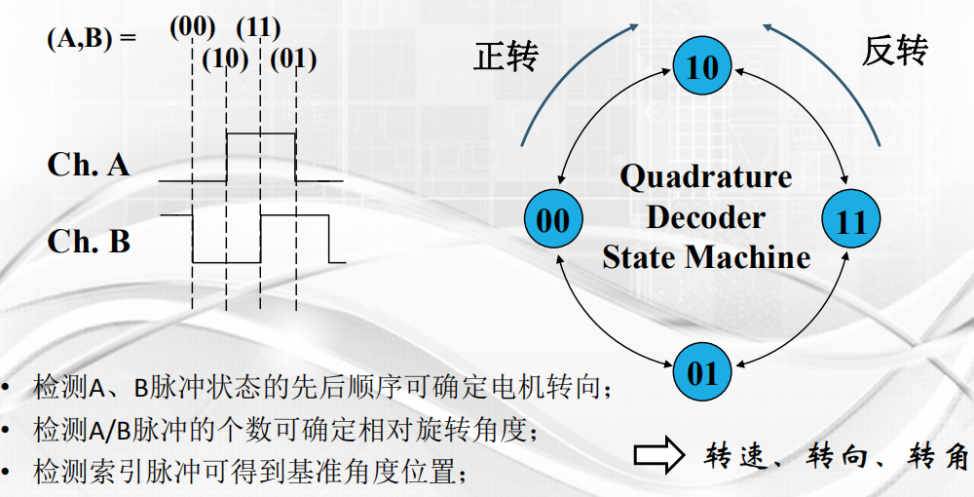 (A,B) = (00) (11)
(10) (01)
Ch. A
Ch. B
正转
反转
10
00
11
01
Quadrature
Decoder
State Machine
• 检测A、B脉冲状态的先后顺序可确定电机转向；
• 检测A/B脉冲的个数可确定相对旋转角度；
• 检测索引脉冲可得到基准角度位置；
转速、转向、转角